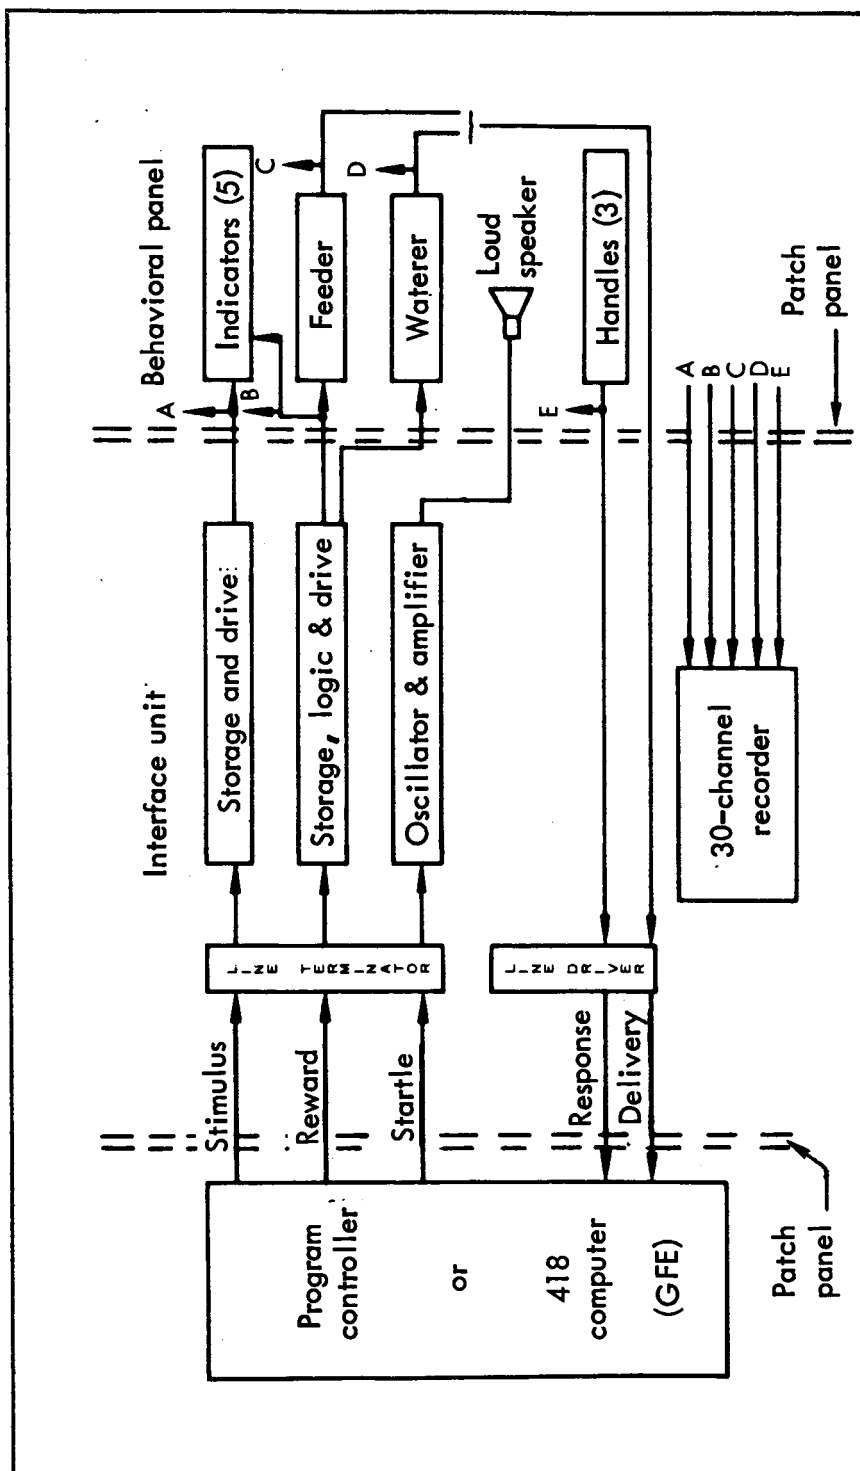 Behavioral panel
Interface unit
Indicators (5)
Feeder
Waterer
Loud
speaker
Handles (3)
A
B
C
D
E
Storage and drive:
Storage, logic & drive
Oscillator & amplifier
LINE TERMINATOR
LINE DRIVER
Stimulus
Reward
Startle
Response
Delivery
Program
controller
or
418
computer
(GFE)
Patch
panel
A
B
C
D
E
30-channel
recorder
Patch
panel